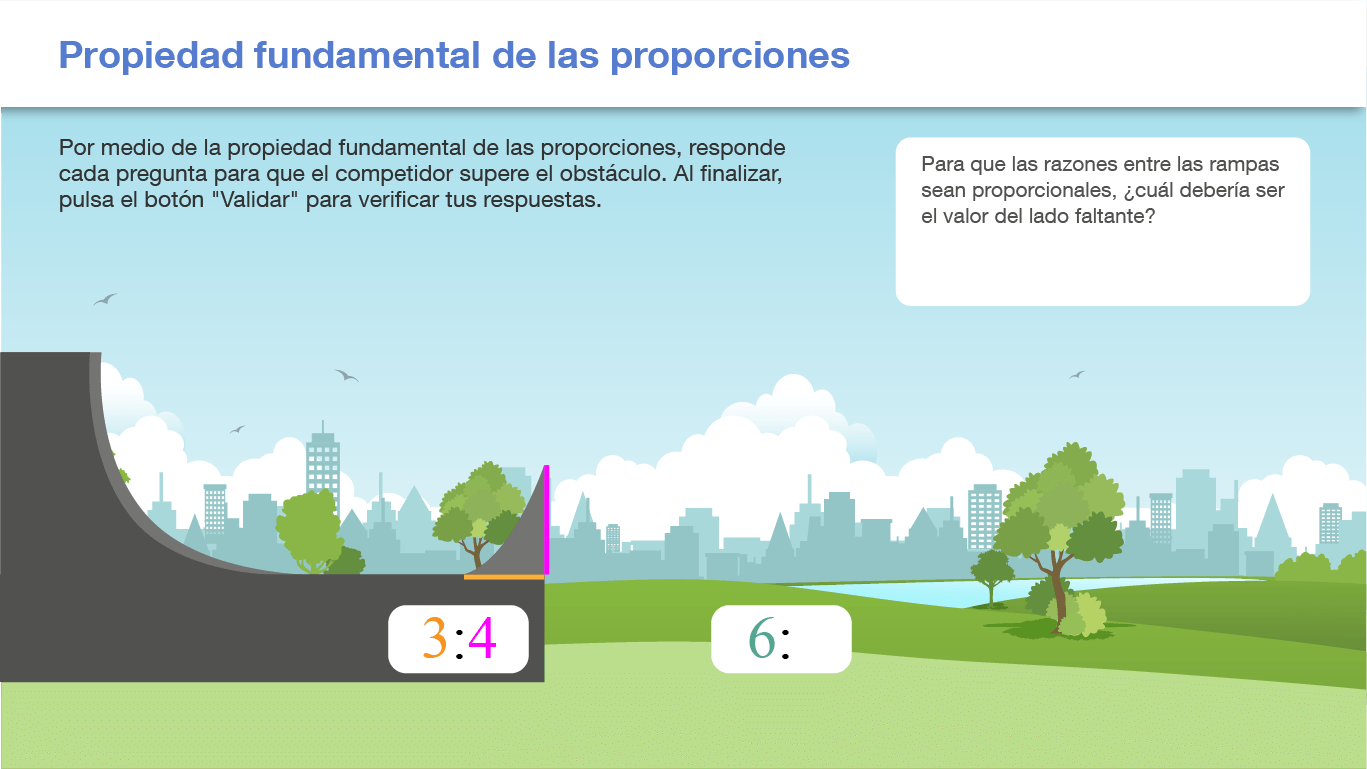 Propiedad fundamental de las proporciones
Por medio de la propiedad fundamental de las proporciones, responde
cada pregunta para que el competidor supere el obstáculo. Al finalizar,
pulsa el botón "Validar" para verificar tus respuestas.
Para que las razones entre las rampas
sean proporcionales, ¿cuál debería ser
el valor del lado faltante?
3:4
6: